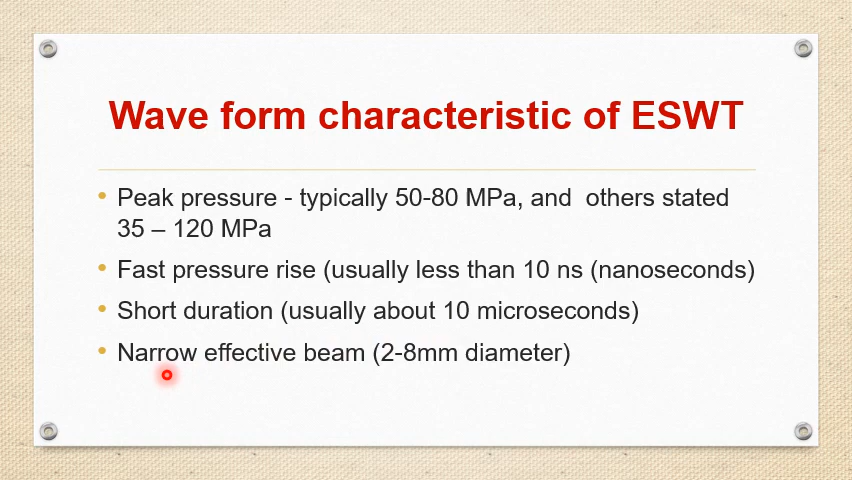 Wave form characteristic of ESWT
• Peak pressure - typically 50-80 MPa, and  others stated
35 – 120 MPa
• Fast pressure rise (usually less than 10 ns (nanoseconds)
• Short duration (usually about 10 microseconds)
• Narrow effective beam (2-8mm diameter)